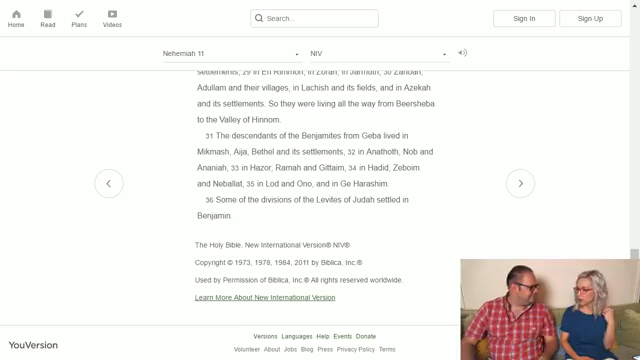 Home
Read
Plans
Videos
Search...
Sign In
Sign Up
Nehemiah 11
NIV
settlements, 29 in En Rimmon, in Zorah, in Jarmuth, 30 Zanoah,
Adullam and their villages, in Lachish and its fields, and in Azekah
and its settlements. So they were living all the way from Beersheba
to the Valley of Hinnom.
31 The descendants of the Benjamites from Geba lived in
Mikmash, Aija, Bethel and its settlements, 32 in Anathoth, Nob and
Ananiah, 33 in Hazor, Ramah and Gittaim, 34 in Hadid, Zeboim
and Neballat, 35 in Lod and Ono, and in Ge Harashim.
36 Some of the divisions of the Levites of Judah settled in
Benjamin.
The Holy Bible, New International Version® NIV®
Copyright © 1973, 1978, 1984, 2011 by Biblica, Inc.®
Used by Permission of Biblica, Inc.® All rights reserved worldwide.
Learn More About New International Version
YouVersion
Versions Languages Help Events Donate
Volunteer About Jobs Blog Press Privacy Policy Terms